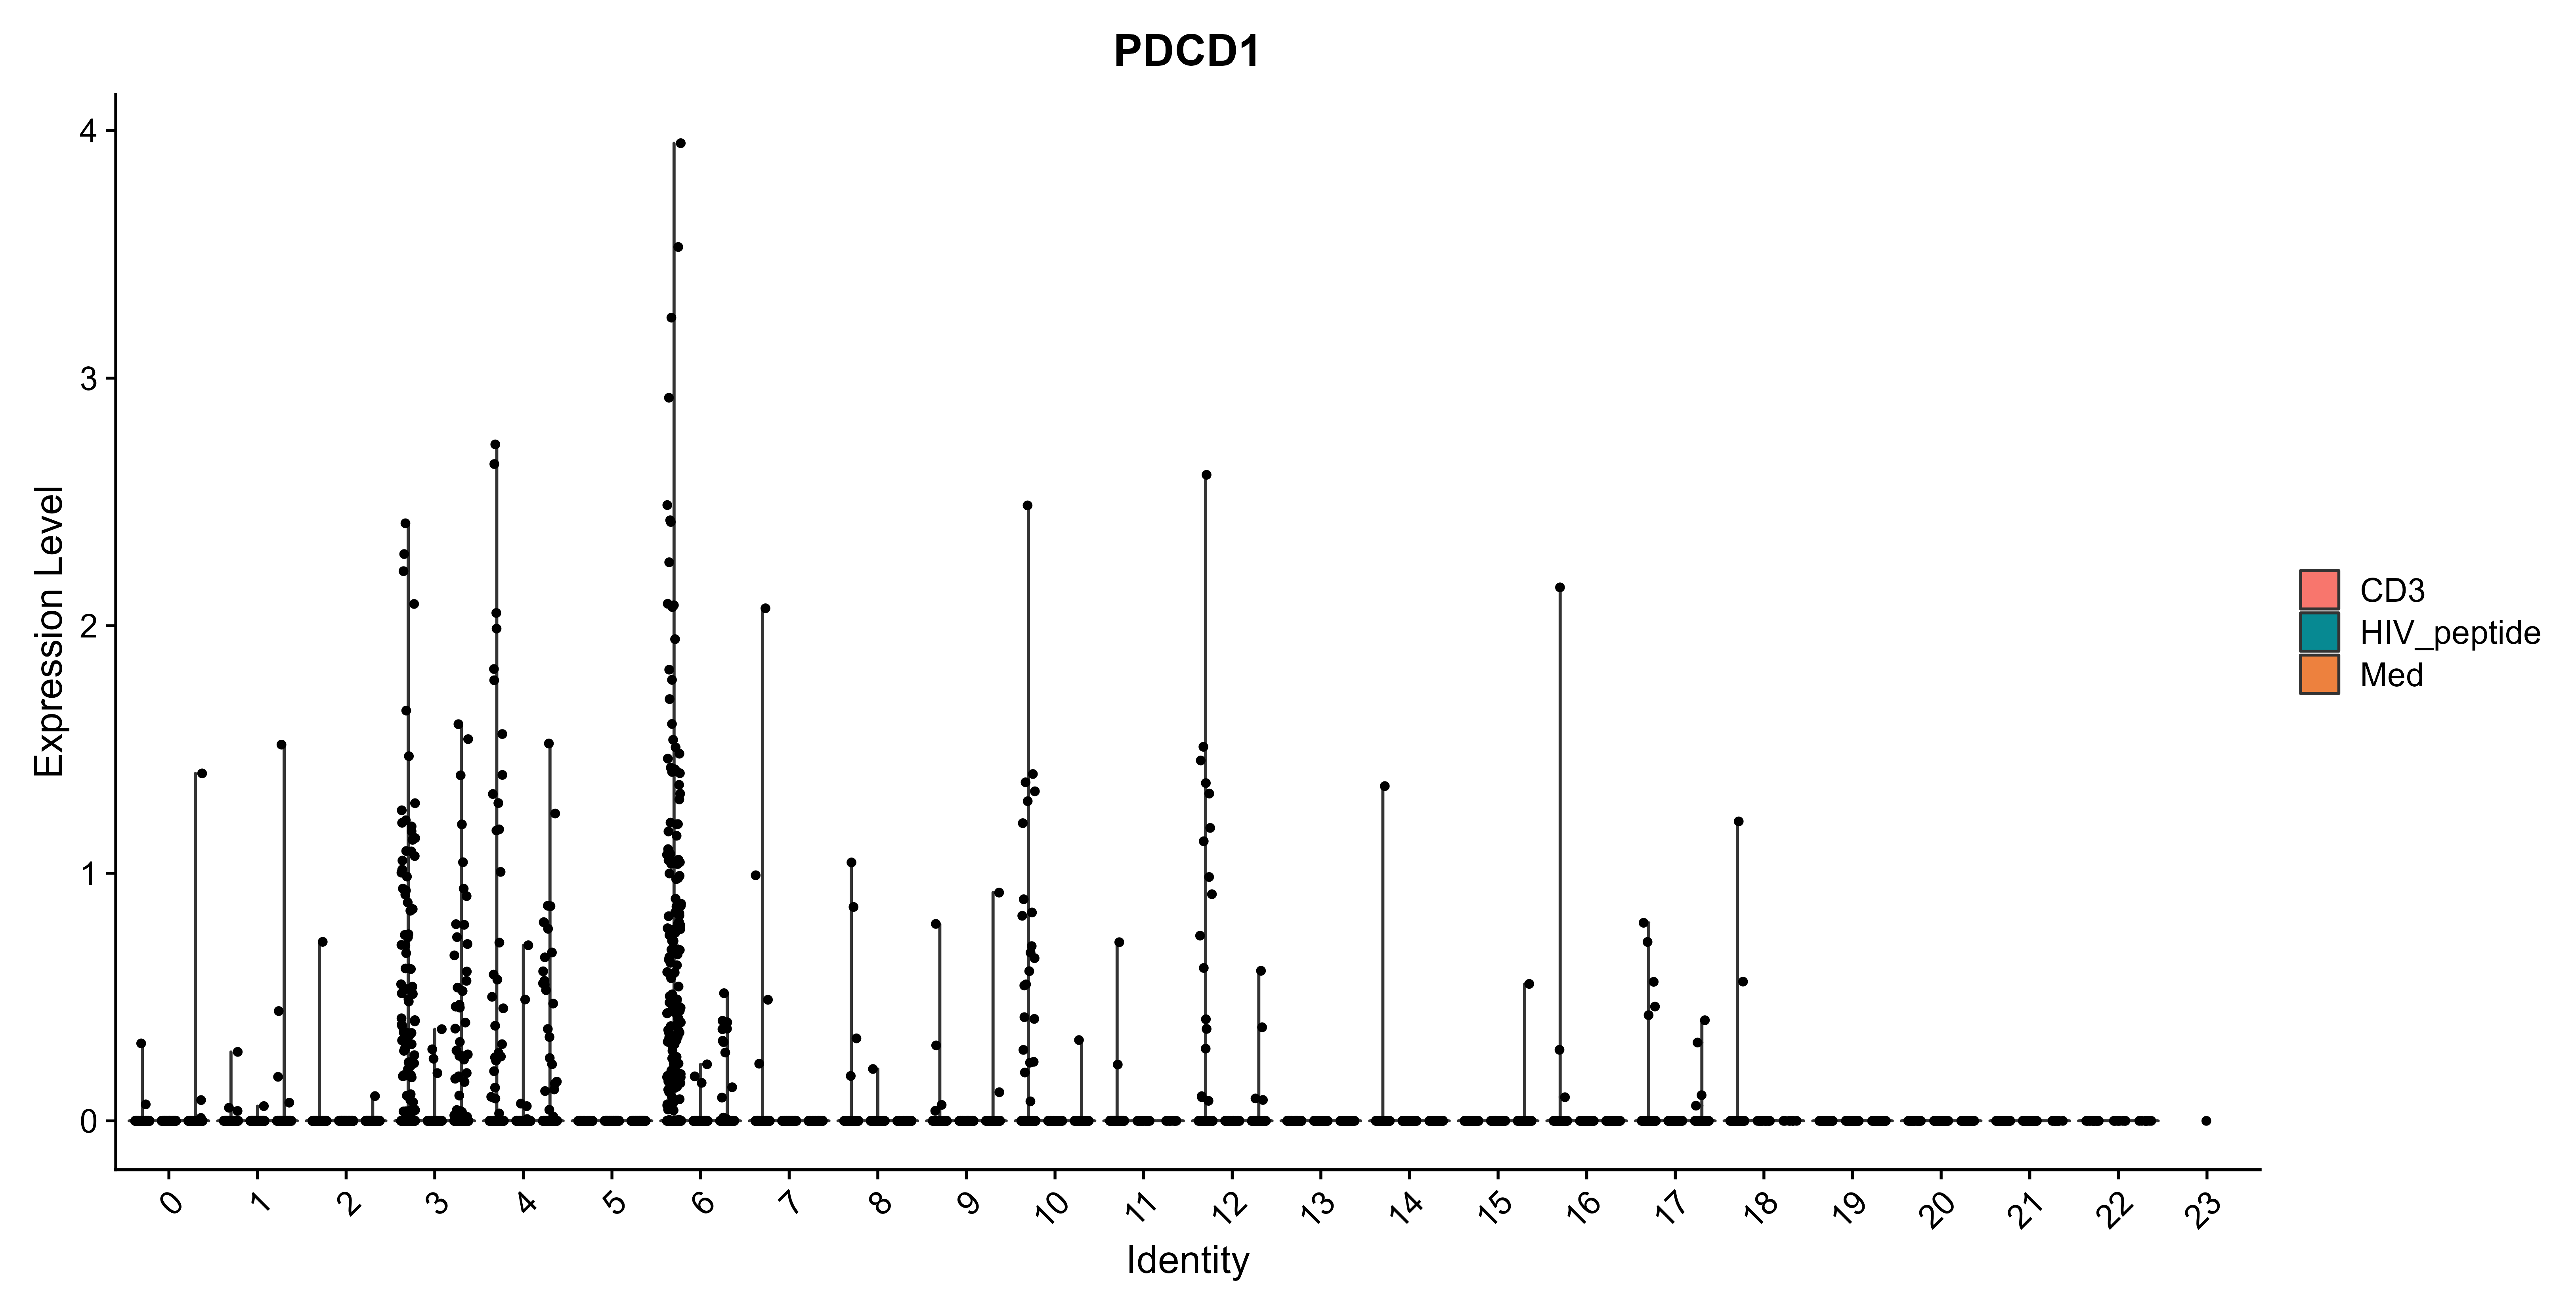 PDCD1
Expression Level
4
3
2
1
0
0 1 2 3 4 5 6 7 8 9 10 11 12 13 14 15 16 17 18 19 20 21 22 23
Identity
CD3
HIV_peptide
Med